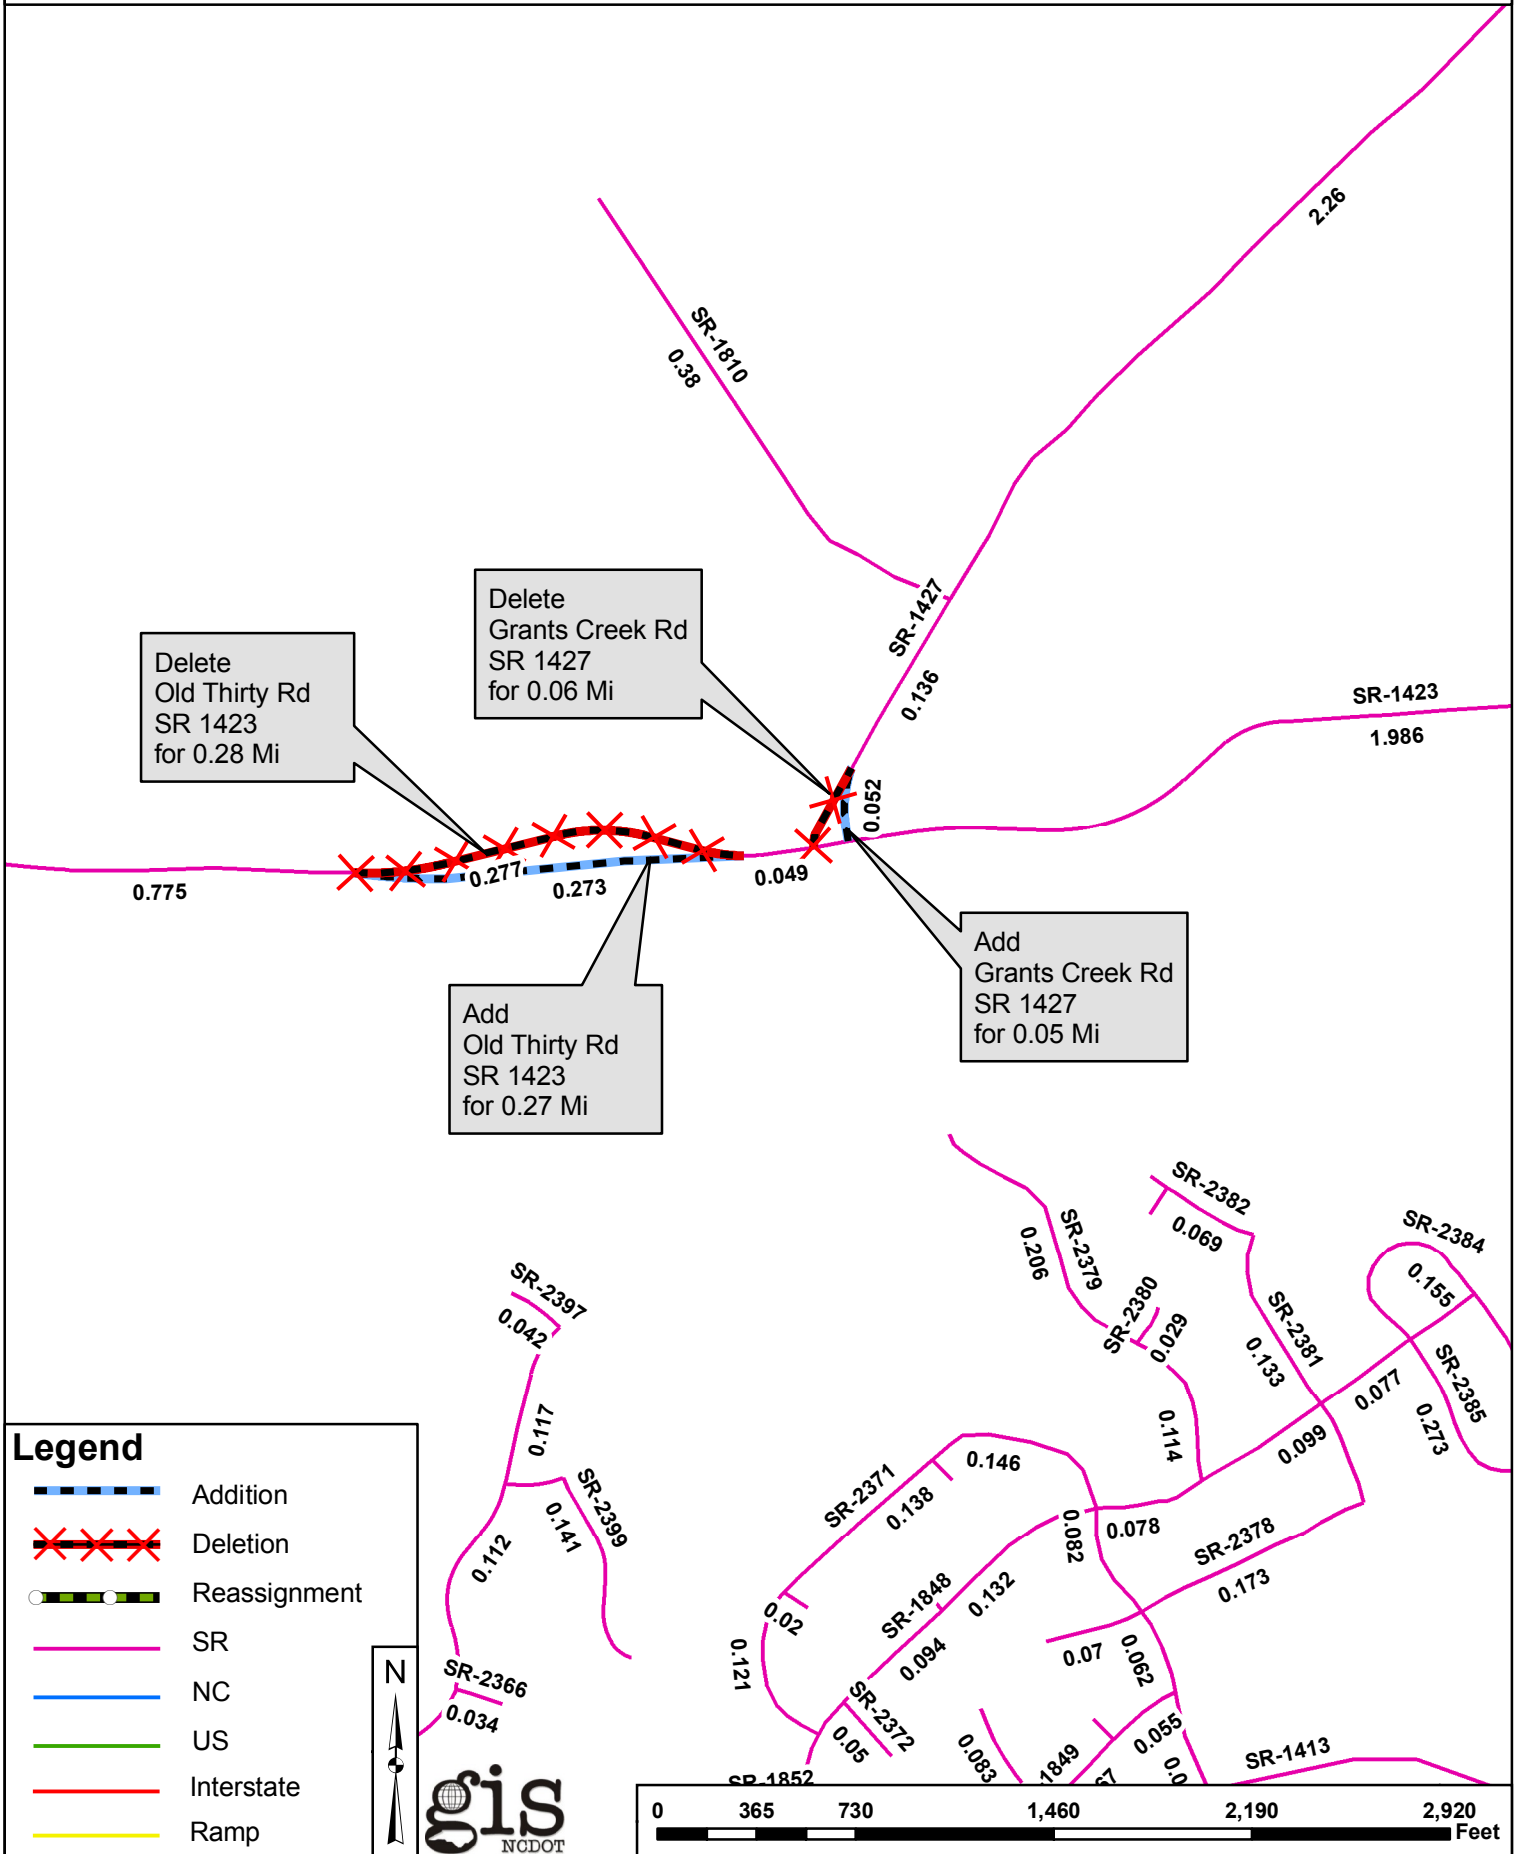 2.26
SR-1810
0.38
SR-1427
0.136
Delete
Grants Creek Rd
SR 1427
for 0.06 Mi
Delete
Old Thirty Rd
SR 1423
for 0.28 Mi
SR-1423
1.986
0.052
0.775
0.277
0.273
0.049
Add
Grants Creek Rd
SR 1427
for 0.05 Mi
Add
Old Thirty Rd
SR 1423
for 0.27 Mi
SR-2382
0.069
SR-2379
0.206
SR-2384
0.155
SR-2380
0.029
SR-2381
0.133
SR-2397
0.042
SR-2385
0.273
0.077
0.117
0.114
0.099
0.146
SR-2371
0.138
SR-2399
0.141
0.112
0.082
0.078
SR-2378
0.173
SR-1848
0.132
0.02
0.094
0.121
0.07
0.062
SR-2366
0.034
SR-2372
0.05
0.083
0.055
SR-1413
SR-1852
1849
67
0.0
Legend
Addition
Deletion
Reassignment
SR
NC
US
Interstate
Ramp
N
gis
NCDOT
0 365 730 1,460 2,190 2,920
Feet